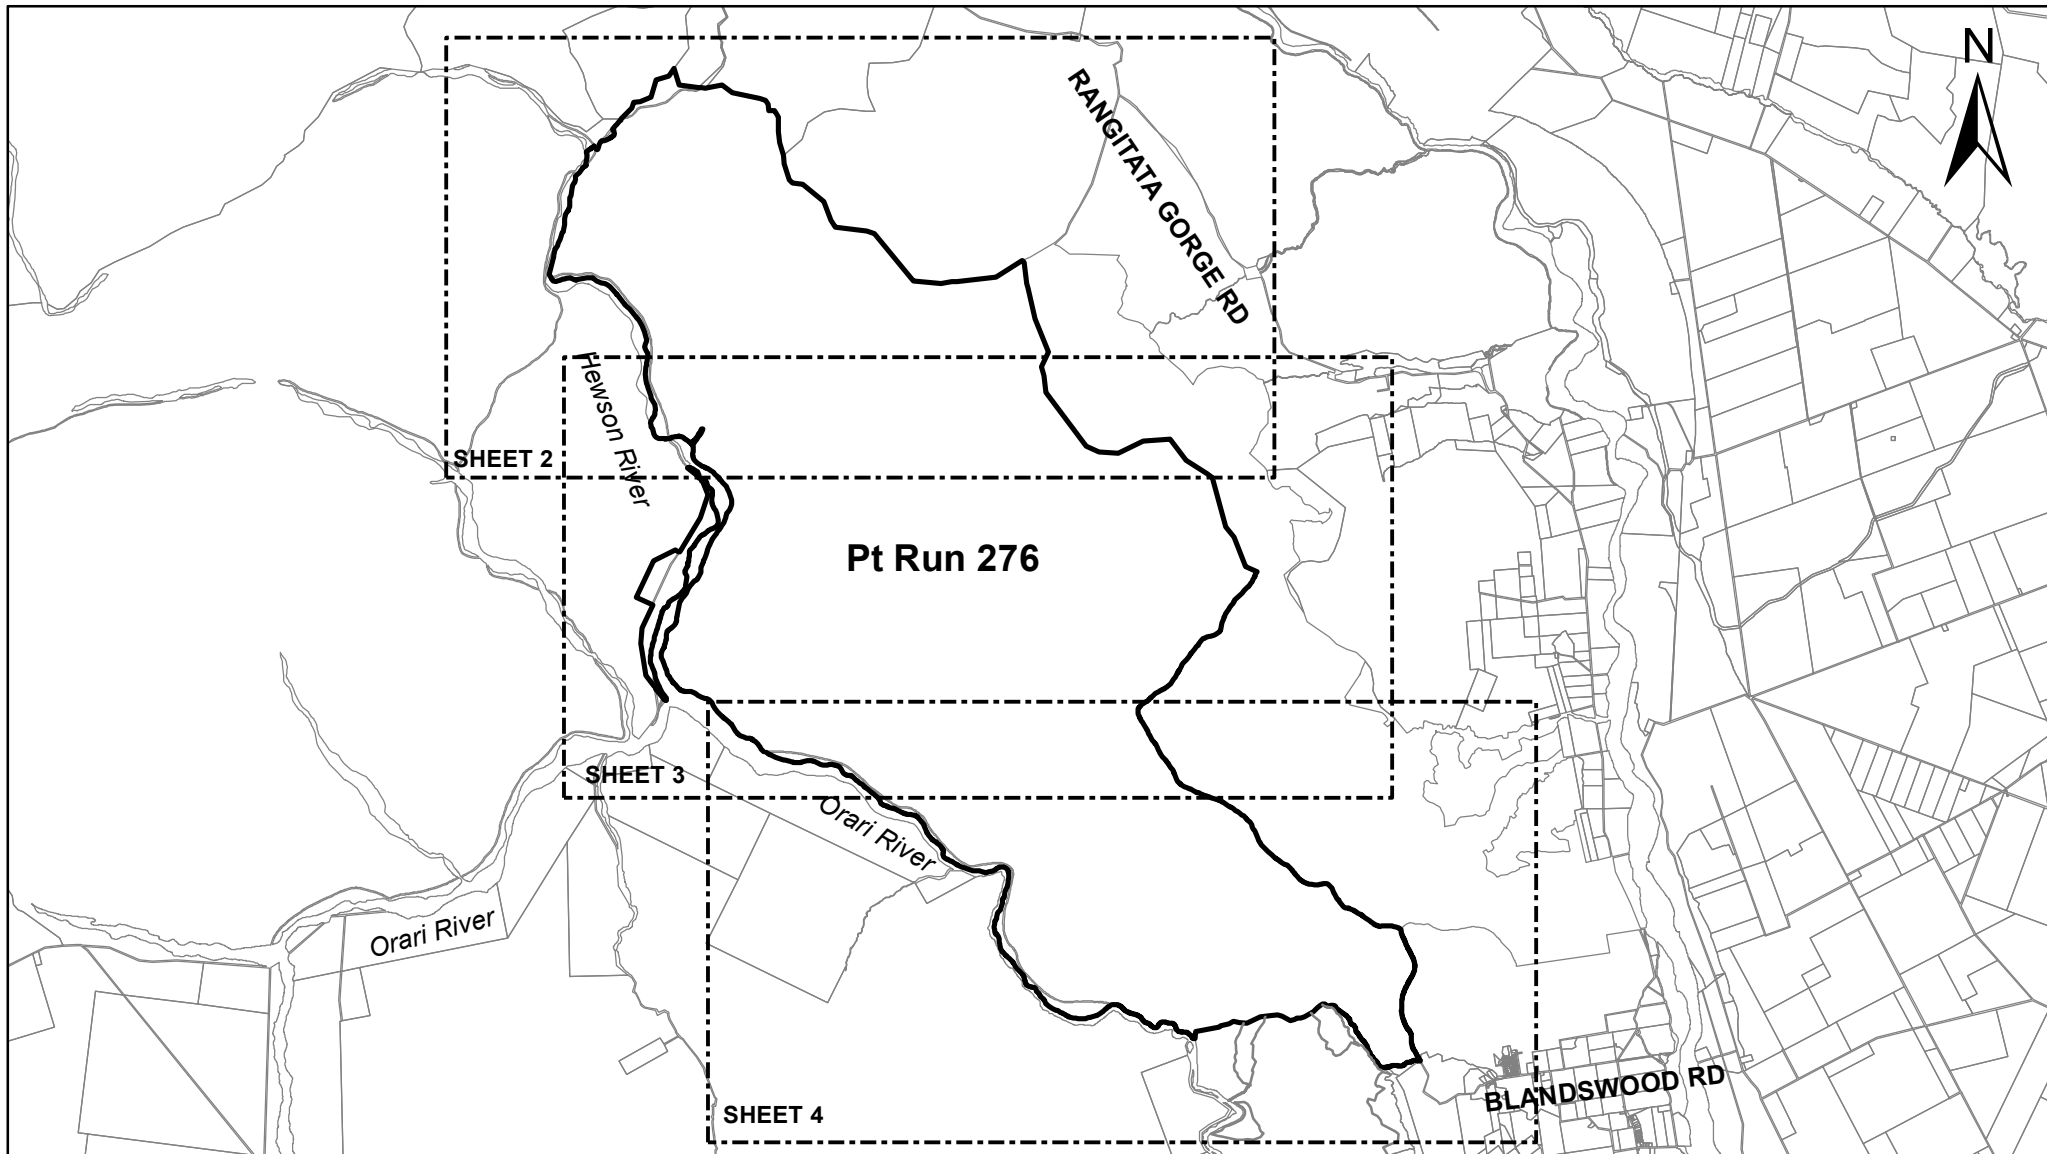 N
RANGITATA GORGE RD
Hewson River
SHEET 2
Pt Run 276
SHEET 3
Orari River
Orari River
BLANDSWOOD RD
SHEET 4